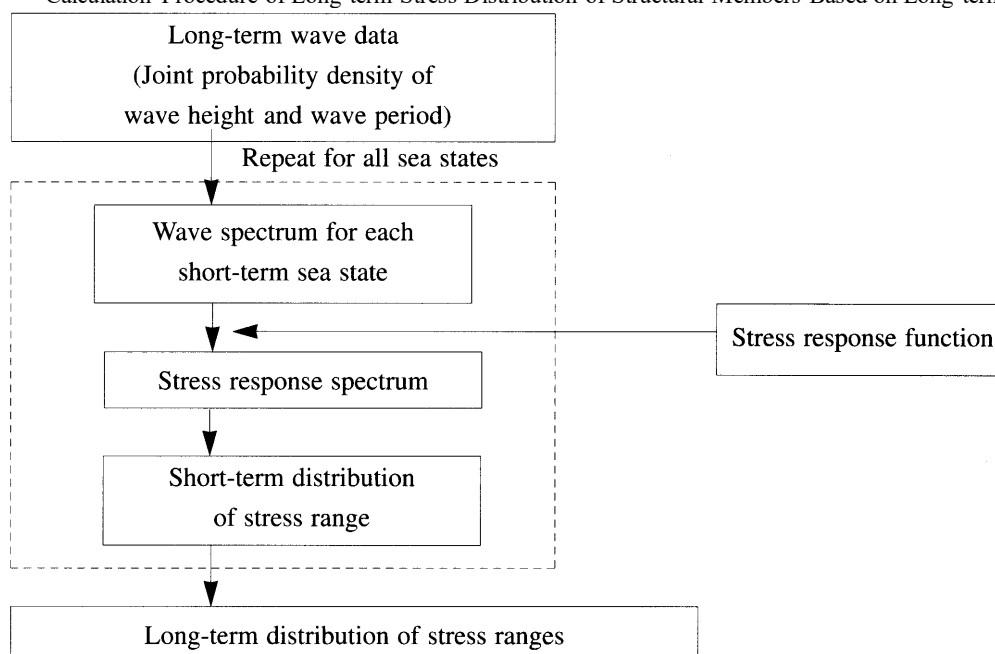 Calculation Procedure of Long-term Stress Distribution of Structural Members Based on Long-term
Long-term wave data
(Joint probability density of
wave height and wave period)
Repeat for all sea states
Wave spectrum for each
short-term sea state
Stress response function
Stress response spectrum
Short-term distribution
of stress range
Long-term distribution of stress ranges